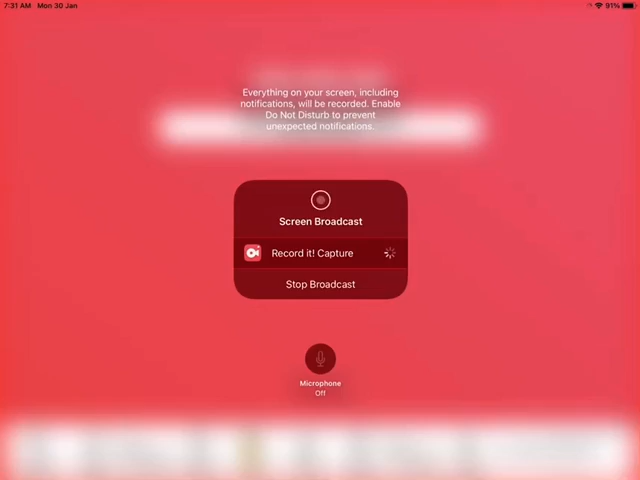 7:31 AM Mon 30 Jan
91%
Everything on your screen, including
notifications, will be recorded. Enable
Do Not Disturb to prevent
unexpected notifications.
Screen Broadcast
Record it! Capture
Stop Broadcast
Microphone
Off